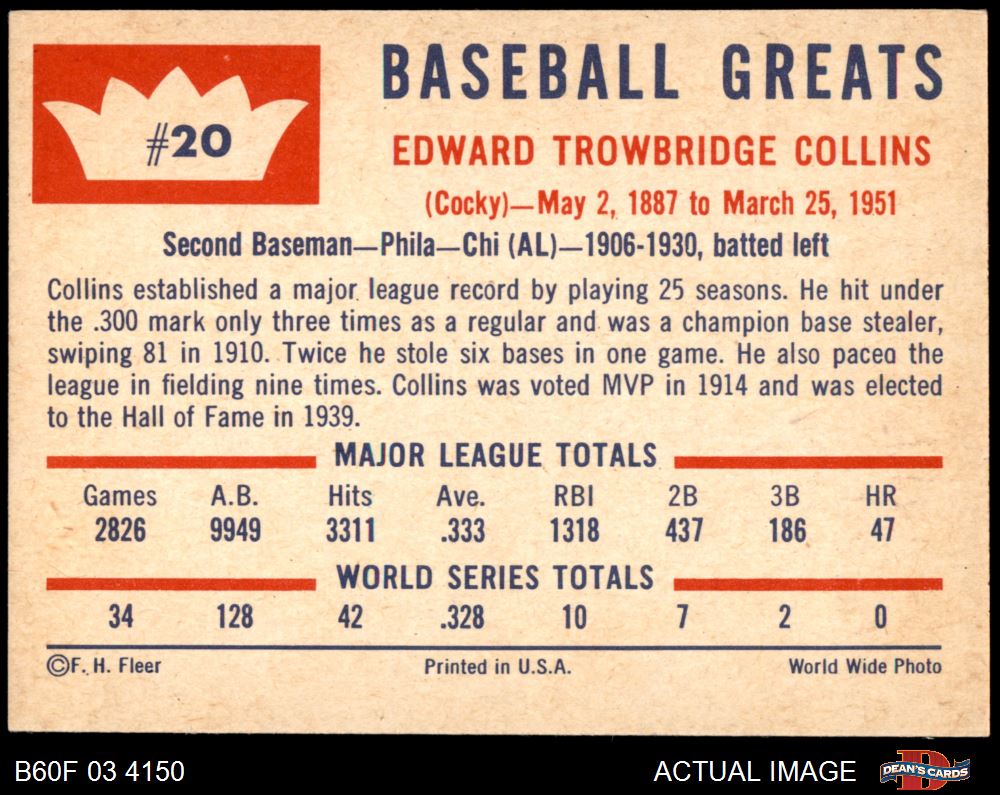 #20
BASEBALL GREATS
EDWARD TROWBRIDGE COLLINS
(Cocky)—May 2, 1887 to March 25, 1951
Second Baseman—Phila—Chi (AL)—1906-1930, batted left
Collins established a major league record by playing 25 seasons. He hit under
the .300 mark only three times as a regular and was a champion base stealer,
swiping 81 in 1910. Twice he stole six bases in one game. He also paced the
league in fielding nine times. Collins was voted MVP in 1914 and was elected
to the Hall of Fame in 1939.
MAJOR LEAGUE TOTALS
Games A.B. Hits Ave. RBI 2B 3B HR
2826 9949 3311 .333 1318 437 186 47
WORLD SERIES TOTALS
34 128 42 .328 10 7 2 0
©F. H. Fleer Printed in U.S.A. World Wide Photo
B60F 03 4150 ACTUAL IMAGE DEAN'S CARDS